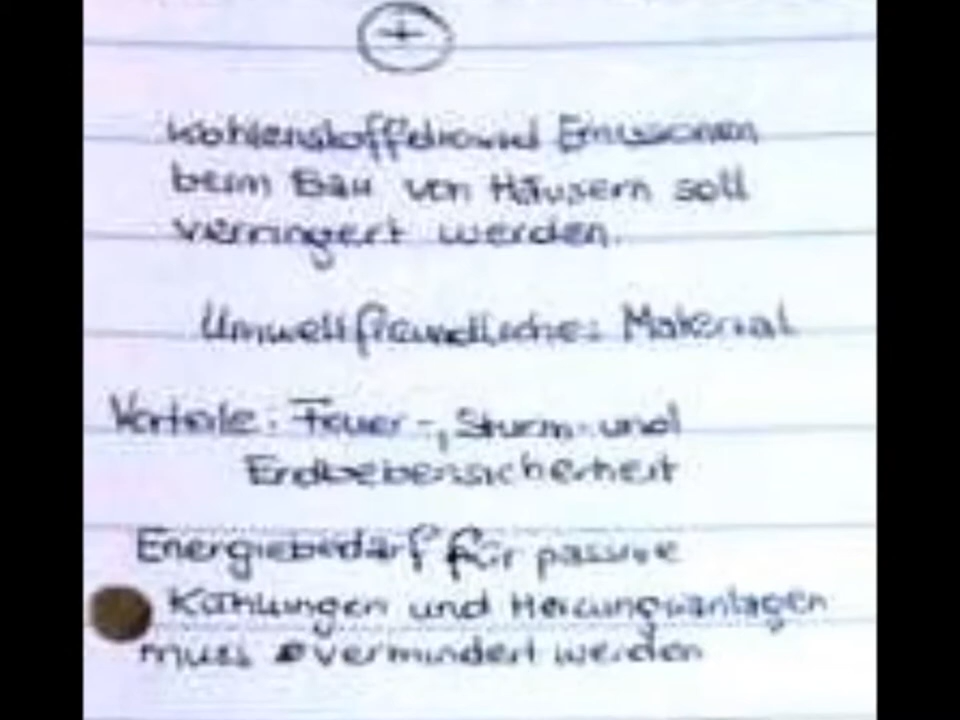 +
Kohlenstoffdioxid Emissionen
beim Bau von Häusern soll
verringert werden.
Umweltfreundliches Material
Vorteile: Feuer-, Sturm- und
Erdbebensicherheit
Energiebedarf für passive
Kühlungen und Heizungsanlagen
muss vermindert werden